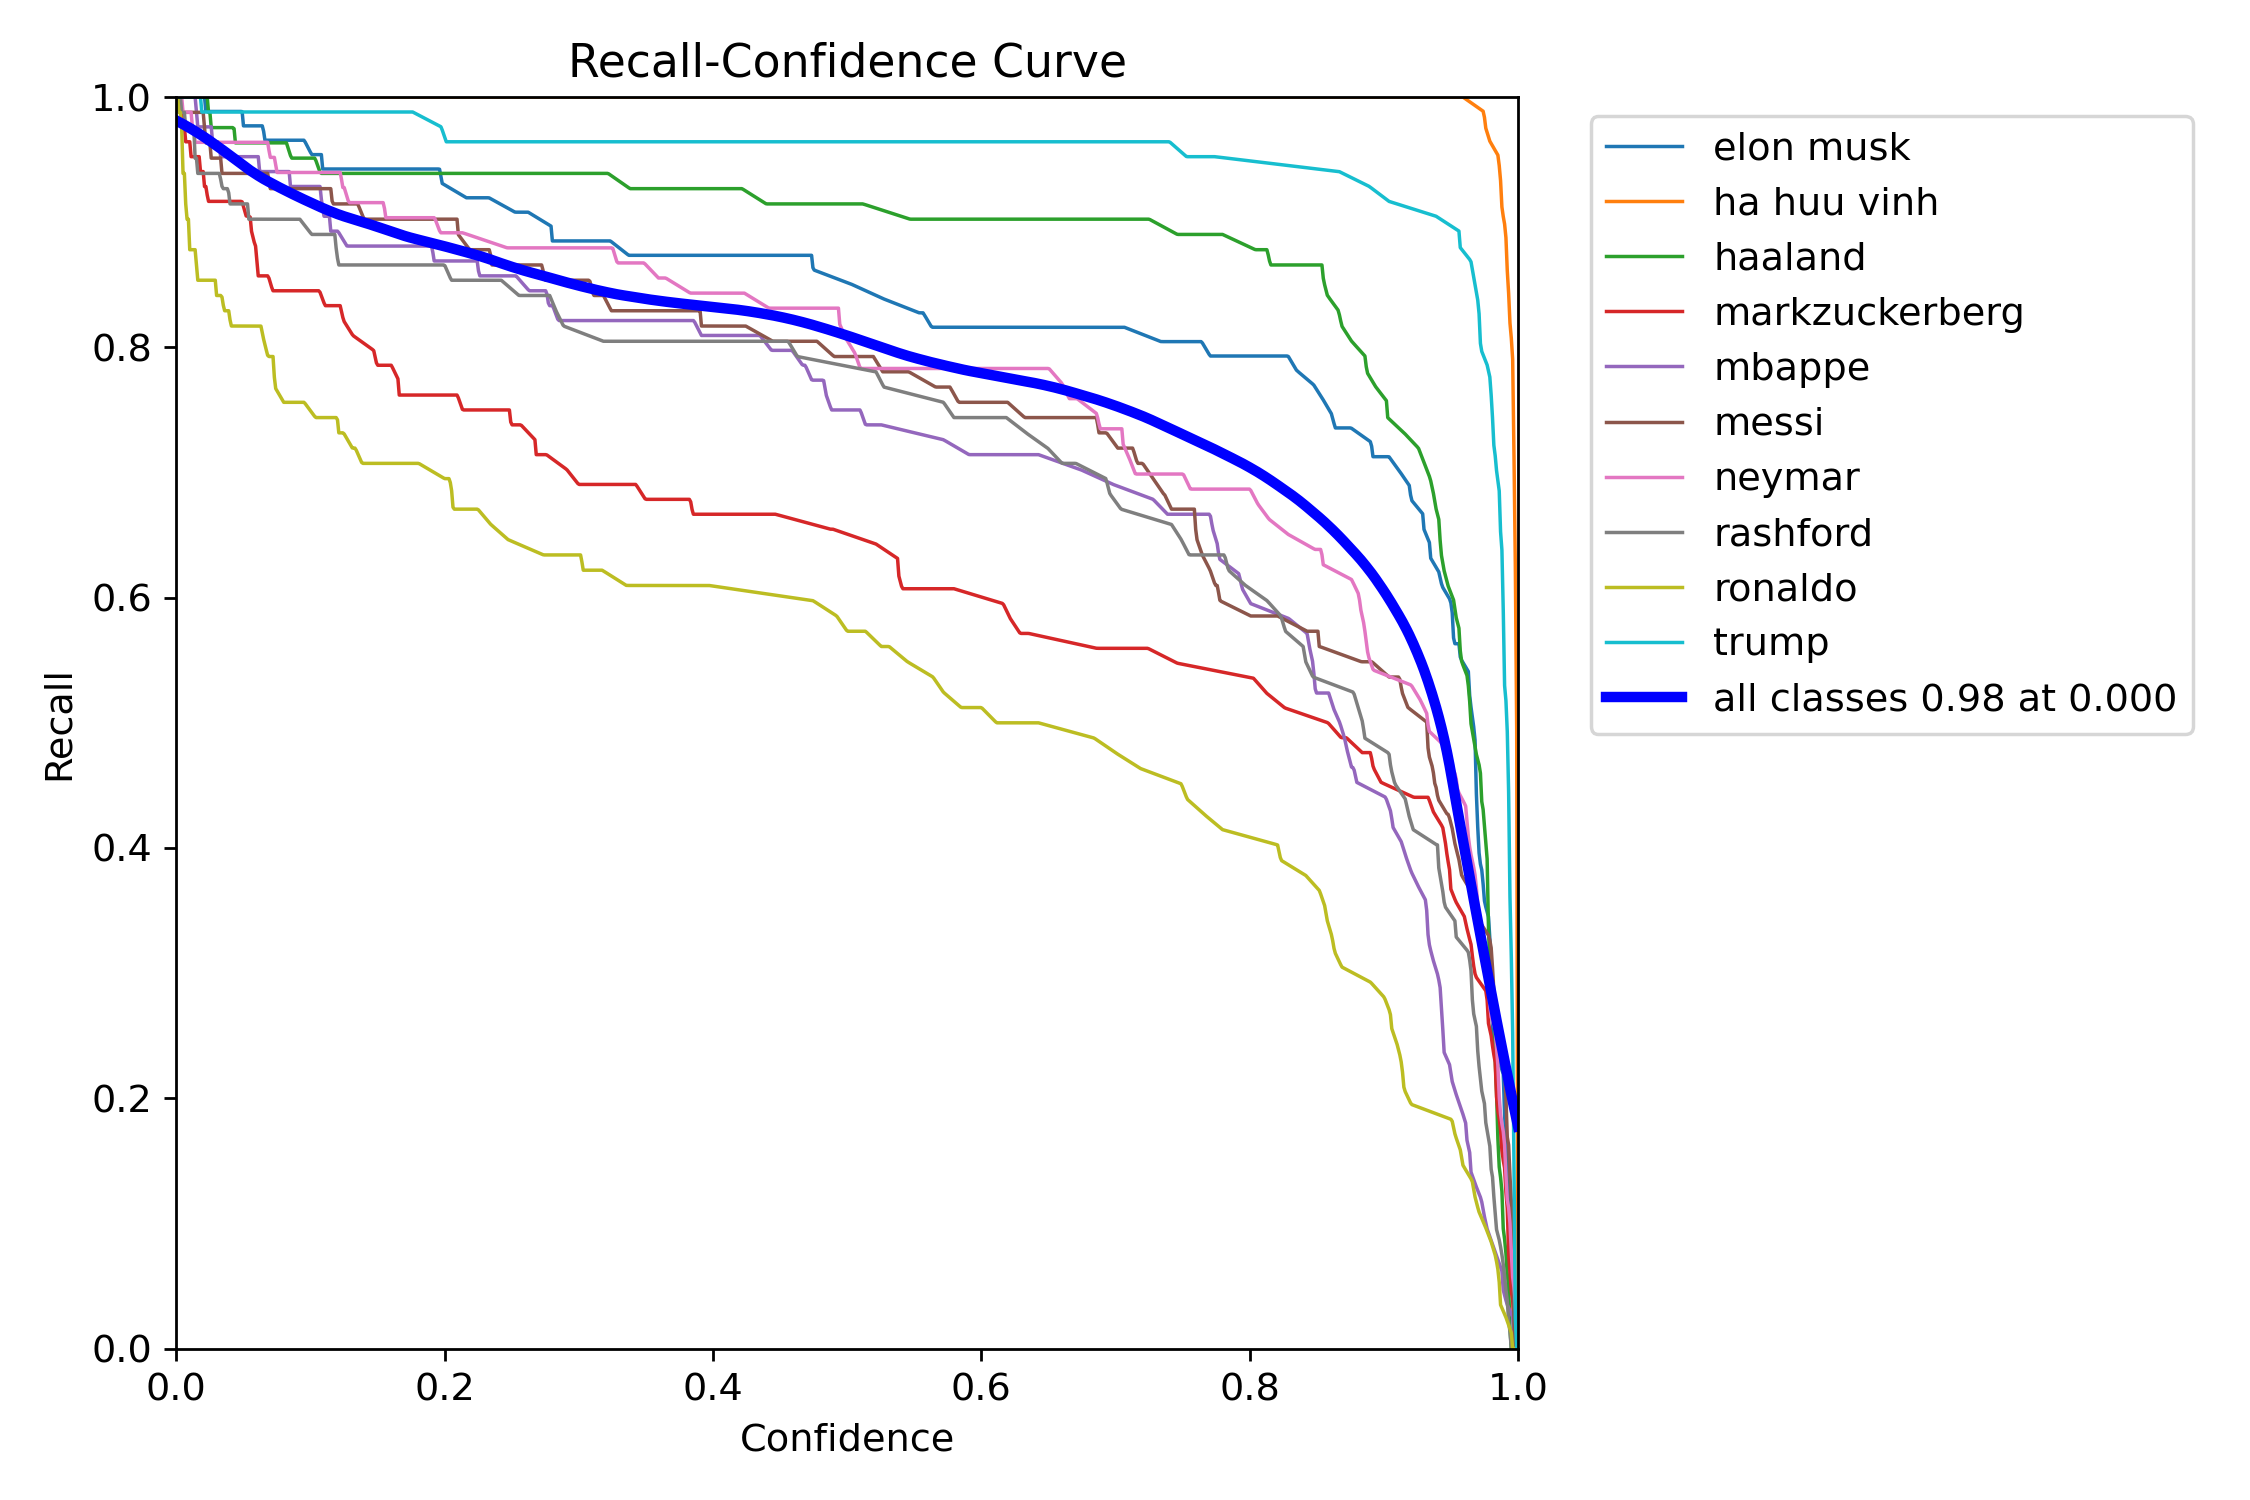 Recall-Confidence Curve
1.0
0.8
0.6
0.4
0.2
0.0
Recall
0.0 0.2 0.4 0.6 0.8 1.0
Confidence
elon musk
ha huu vinh
haaland
markzuckerberg
mbappe
messi
neymar
rashford
ronaldo
trump
all classes 0.98 at 0.000